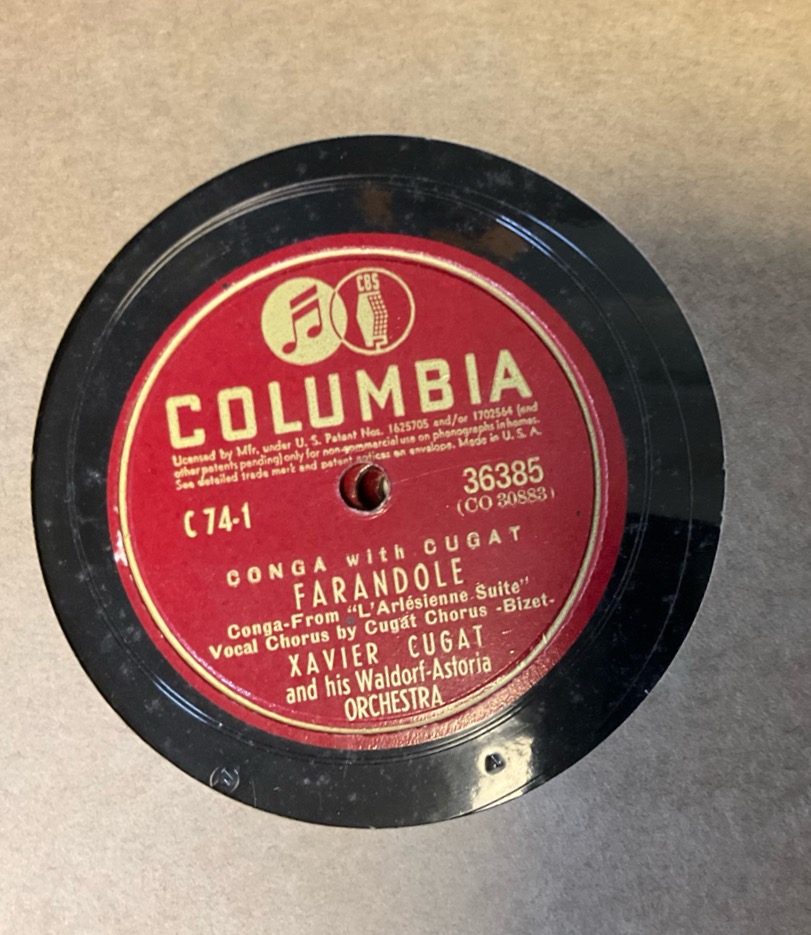 CBS
COLUMBIA
Licensed by Mfr. under U. S. Patent Nos. 1625705 and/or 1702564 (and
other patents pending) only for non-commercial use on phonographs in homes.
See detailed trade mark and patent notices on envelope. Made in U. S. A.
36385
(CO 30883)
C 74-1
CONGA with CUGAT
FARANDOLE
Conga-From "L'Arlésienne Suite"
Vocal Chorus by Cugat Chorus -Bizet-
XAVIER CUGAT
and his Waldorf-Astoria
ORCHESTRA